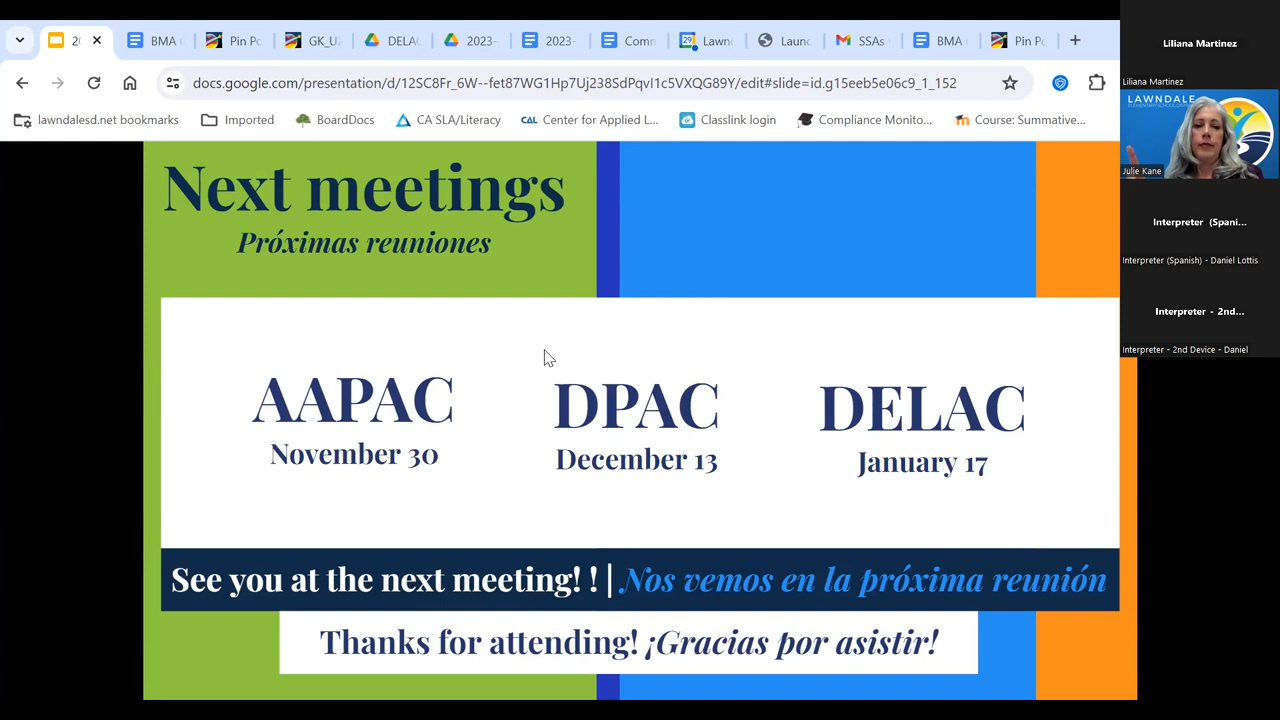 2
BMA
Pin Po
GK_U
DELA
2023-
2023-
Comm
29
Lawn
Launc
SSAs
BMA
Pin Po
docs.google.com/presentation/d/12SC8Fr_6W--fet87WG1Hp7Uj238SdPqvI1c5VXQG89Y/edit#slide=id.g15eeb5e06c9_1_152
lawndalesd.net bookmarks
Imported
BoardDocs
CA SLA/Literacy
CAL Center for Applied L...
Classlink login
Compliance Monito...
Course: Summative...
Next meetings
Próximas reuniones
AAPAC
November 30
DPAC
December 13
DELAC
January 17
See you at the next meeting! ! | Nos vemos en la próxima reunión
Thanks for attending! ¡Gracias por asistir!
Liliana Martinez
Liliana Martinez
LAWNDALE
Julie Kane
Interpreter (Spani...
Interpreter (Spanish) - Daniel Lottis
Interpreter - 2nd...
Interpreter - 2nd Device - Daniel